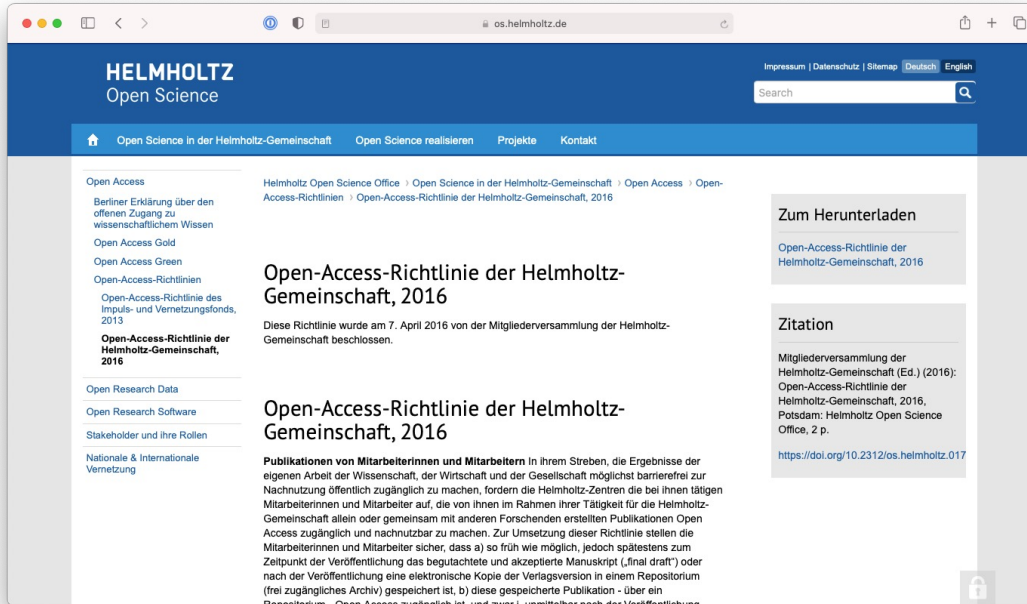 os.helmholtz.de
HELMHOLTZ
Open Science
Impressum | Datenschutz | Sitemap Deutsch English
Search
Open Science in der Helmholtz-Gemeinschaft Open Science realisieren Projekte Kontakt
Open Access
Berliner Erklärung über den
offenen Zugang zu
wissenschaftlichem Wissen
Open Access Gold
Open Access Green
Open-Access-Richtlinien
Open-Access-Richtlinie des
Impuls- und Vernetzungsfonds,
2013
Open-Access-Richtlinie der
Helmholtz-Gemeinschaft,
2016
Open Research Data
Open Research Software
Stakeholder und ihre Rollen
Nationale & Internationale
Vernetzung
Helmholtz Open Science Office › Open Science in der Helmholtz-Gemeinschaft › Open Access › Open-
Access-Richtlinien › Open-Access-Richtlinie der Helmholtz-Gemeinschaft, 2016
Open-Access-Richtlinie der Helmholtz-
Gemeinschaft, 2016
Diese Richtlinie wurde am 7. April 2016 von der Mitgliederversammlung der Helmholtz-
Gemeinschaft beschlossen.
Open-Access-Richtlinie der Helmholtz-
Gemeinschaft, 2016
Publikationen von Mitarbeiterinnen und Mitarbeitern In ihrem Streben, die Ergebnisse der
eigenen Arbeit der Wissenschaft, der Wirtschaft und der Gesellschaft möglichst barrierefrei zur
Nachnutzung öffentlich zugänglich zu machen, fordern die Helmholtz-Zentren die bei ihnen tätigen
Mitarbeiterinnen und Mitarbeiter auf, die von ihnen im Rahmen ihrer Tätigkeit für die Helmholtz-
Gemeinschaft allein oder gemeinsam mit anderen Forschenden erstellten Publikationen Open
Access zugänglich und nachnutzbar zu machen. Zur Umsetzung dieser Richtlinie stellen die
Mitarbeiterinnen und Mitarbeiter sicher, dass a) so früh wie möglich, jedoch spätestens zum
Zeitpunkt der Veröffentlichung das begutachtete und akzeptierte Manuskript („final draft“) oder
nach der Veröffentlichung eine elektronische Kopie der Verlagsversion in einem Repositorium
(frei zugängliches Archiv) gespeichert ist, b) diese gespeicherte Publikation - über ein
Repositorium - Open Access zugänglich ist, und zwar i. unmittelbar nach der Veröffentlichung
Zum Herunterladen
Open-Access-Richtlinie der
Helmholtz-Gemeinschaft, 2016
Zitation
Mitgliederversammlung der
Helmholtz-Gemeinschaft (Ed.) (2016):
Open-Access-Richtlinie der
Helmholtz-Gemeinschaft, 2016,
Potsdam: Helmholtz Open Science
Office, 2 p.
https://doi.org/10.2312/os.helmholtz.017